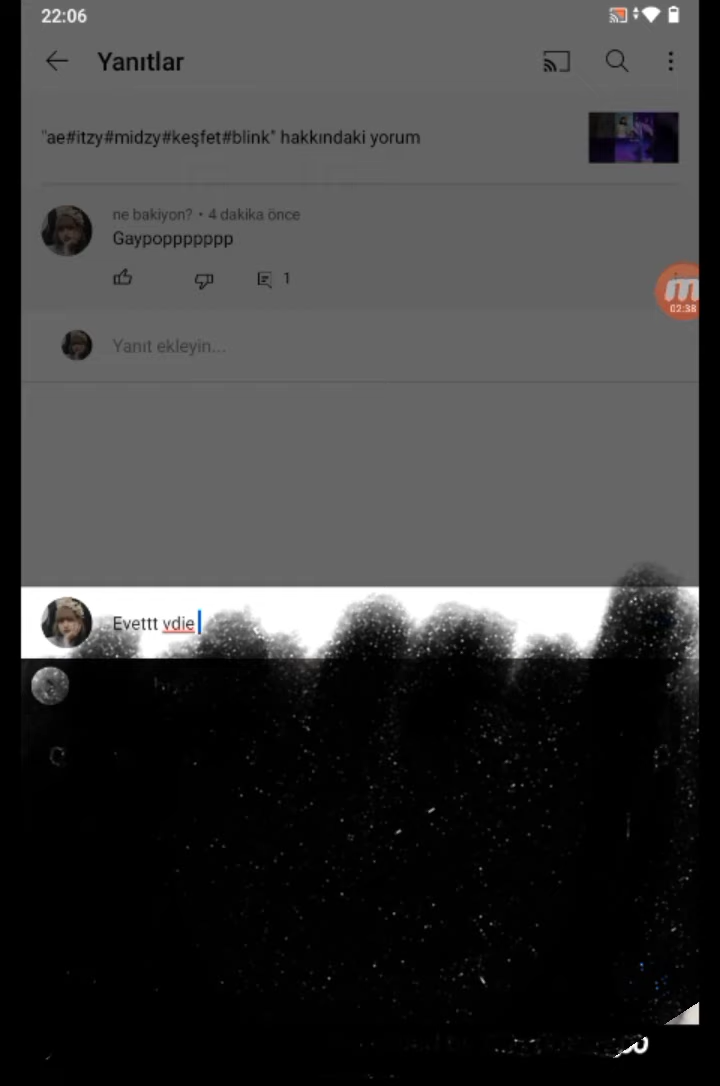 22:06
Yanıtlar
"ae#itzy#midzy#keşfet#blink" hakkındaki yorum
ne bakiyon? • 4 dakika önce
Gaypoppppppp
1
02:38
Yanıt ekleyin...
Evettt vdie